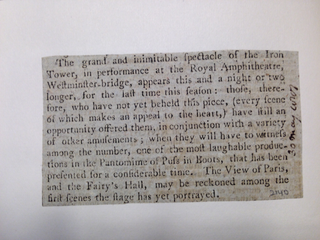 The grand and inimitable spectacle of the Iron
Tower, in performance at the Royal Amphitheatre,
Westminster-bridge, appears this and a night or two
longer, for the last time this season: those, there-
fore, who have not yet beheld this piece, (every scene
of which makes an appeal to the heart,) have still an
opportunity offered them, in conjunction with a variety
of other amusements; when they will have to witness
among the number, one of the most laughable produc-
tions in the Pantomime of Puss in Boots, that has been
presented for a considerable time. The View of Paris,
and the Fairy's Hall, may be reckoned among the
first scenes the stage has yet portrayed.